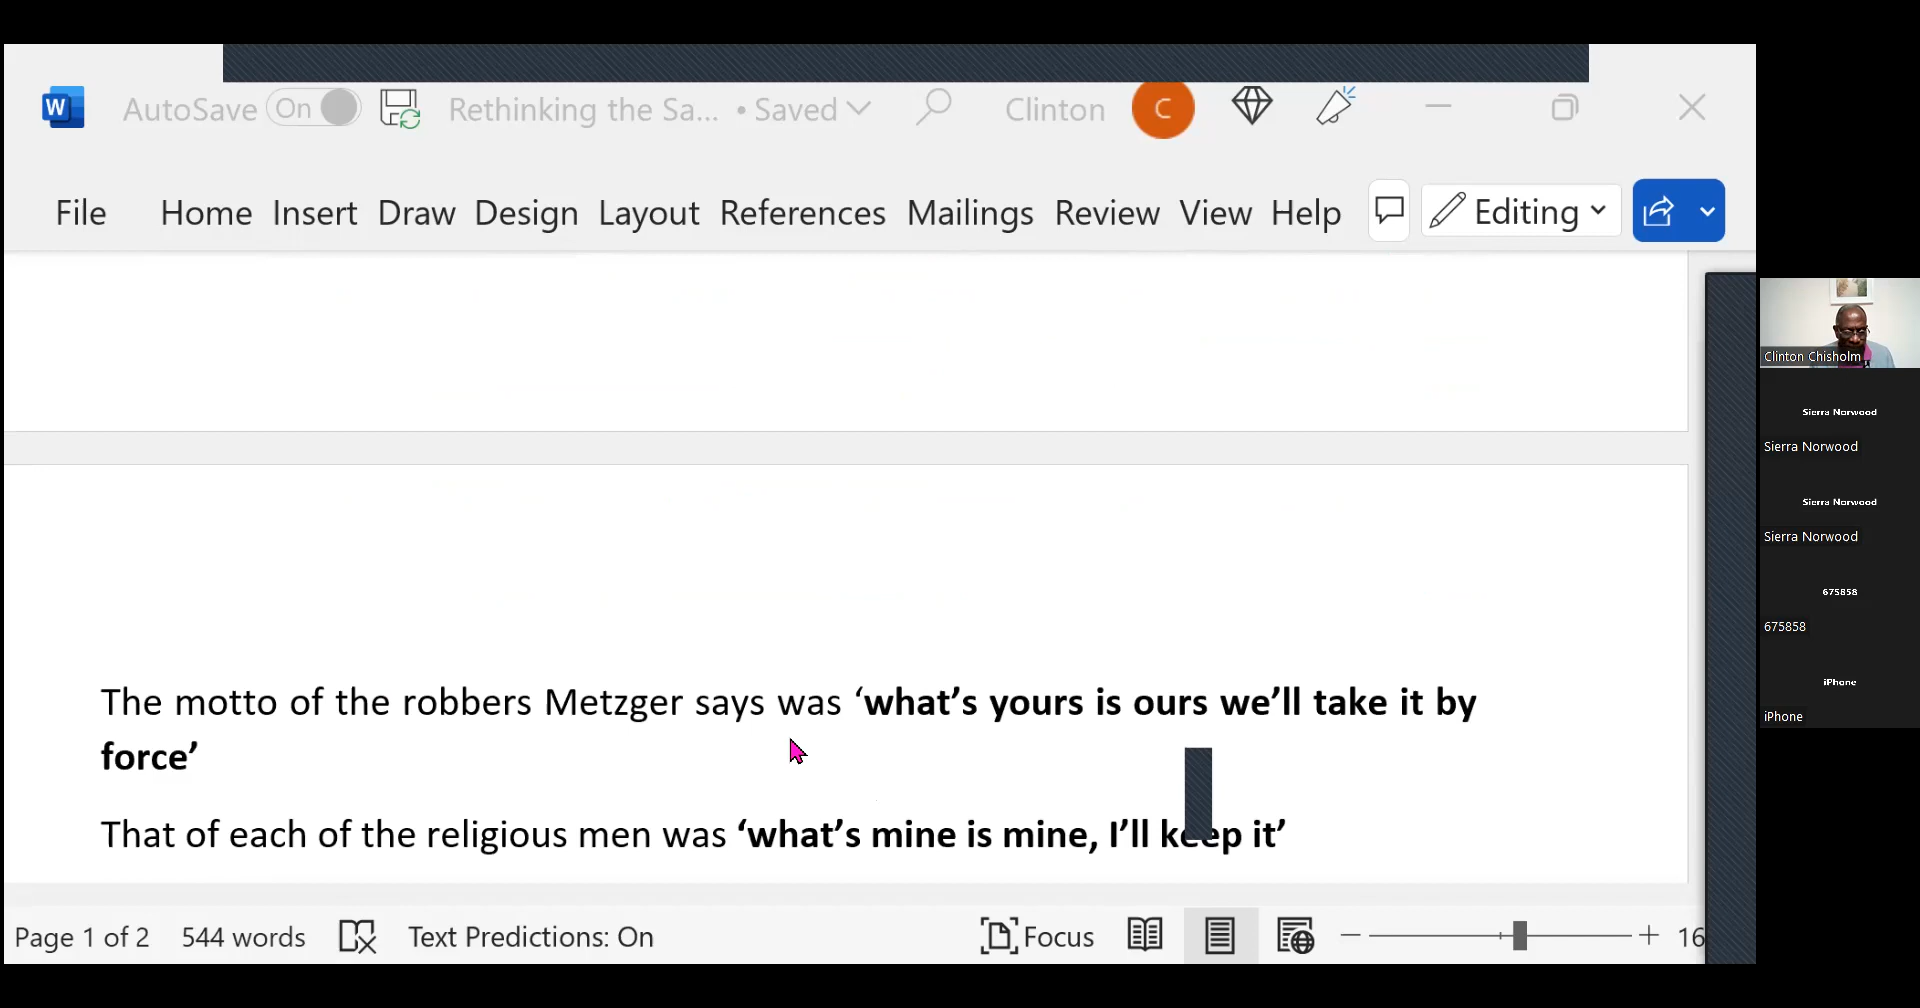 AutoSave On Rethinking the Sa... • Saved Clinton C
File Home Insert Draw Design Layout References Mailings Review View Help Editing
Clinton Chisholm
Sierra Norwood
Sierra Norwood
Sierra Norwood
Sierra Norwood
675858
675858
iPhone
iPhone
The motto of the robbers Metzger says was ‘what’s yours is ours we’ll take it by
force’
That of each of the religious men was ‘what’s mine is mine, I’ll keep it’
Page 1 of 2 544 words Text Predictions: On Focus 16